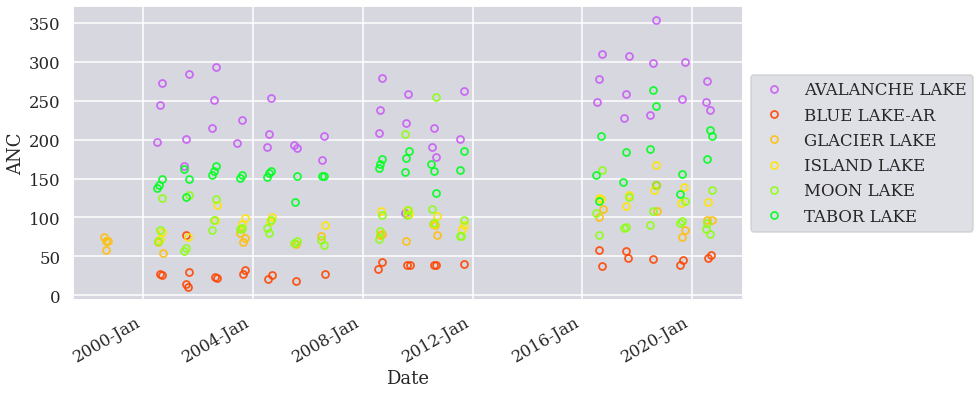 350
300
250
200
150
100
50
0
ANC
2000-Jan
2004-Jan
2008-Jan
2012-Jan
2016-Jan
2020-Jan
Date
AVALANCHE LAKE
BLUE LAKE-AR
GLACIER LAKE
ISLAND LAKE
MOON LAKE
TABOR LAKE